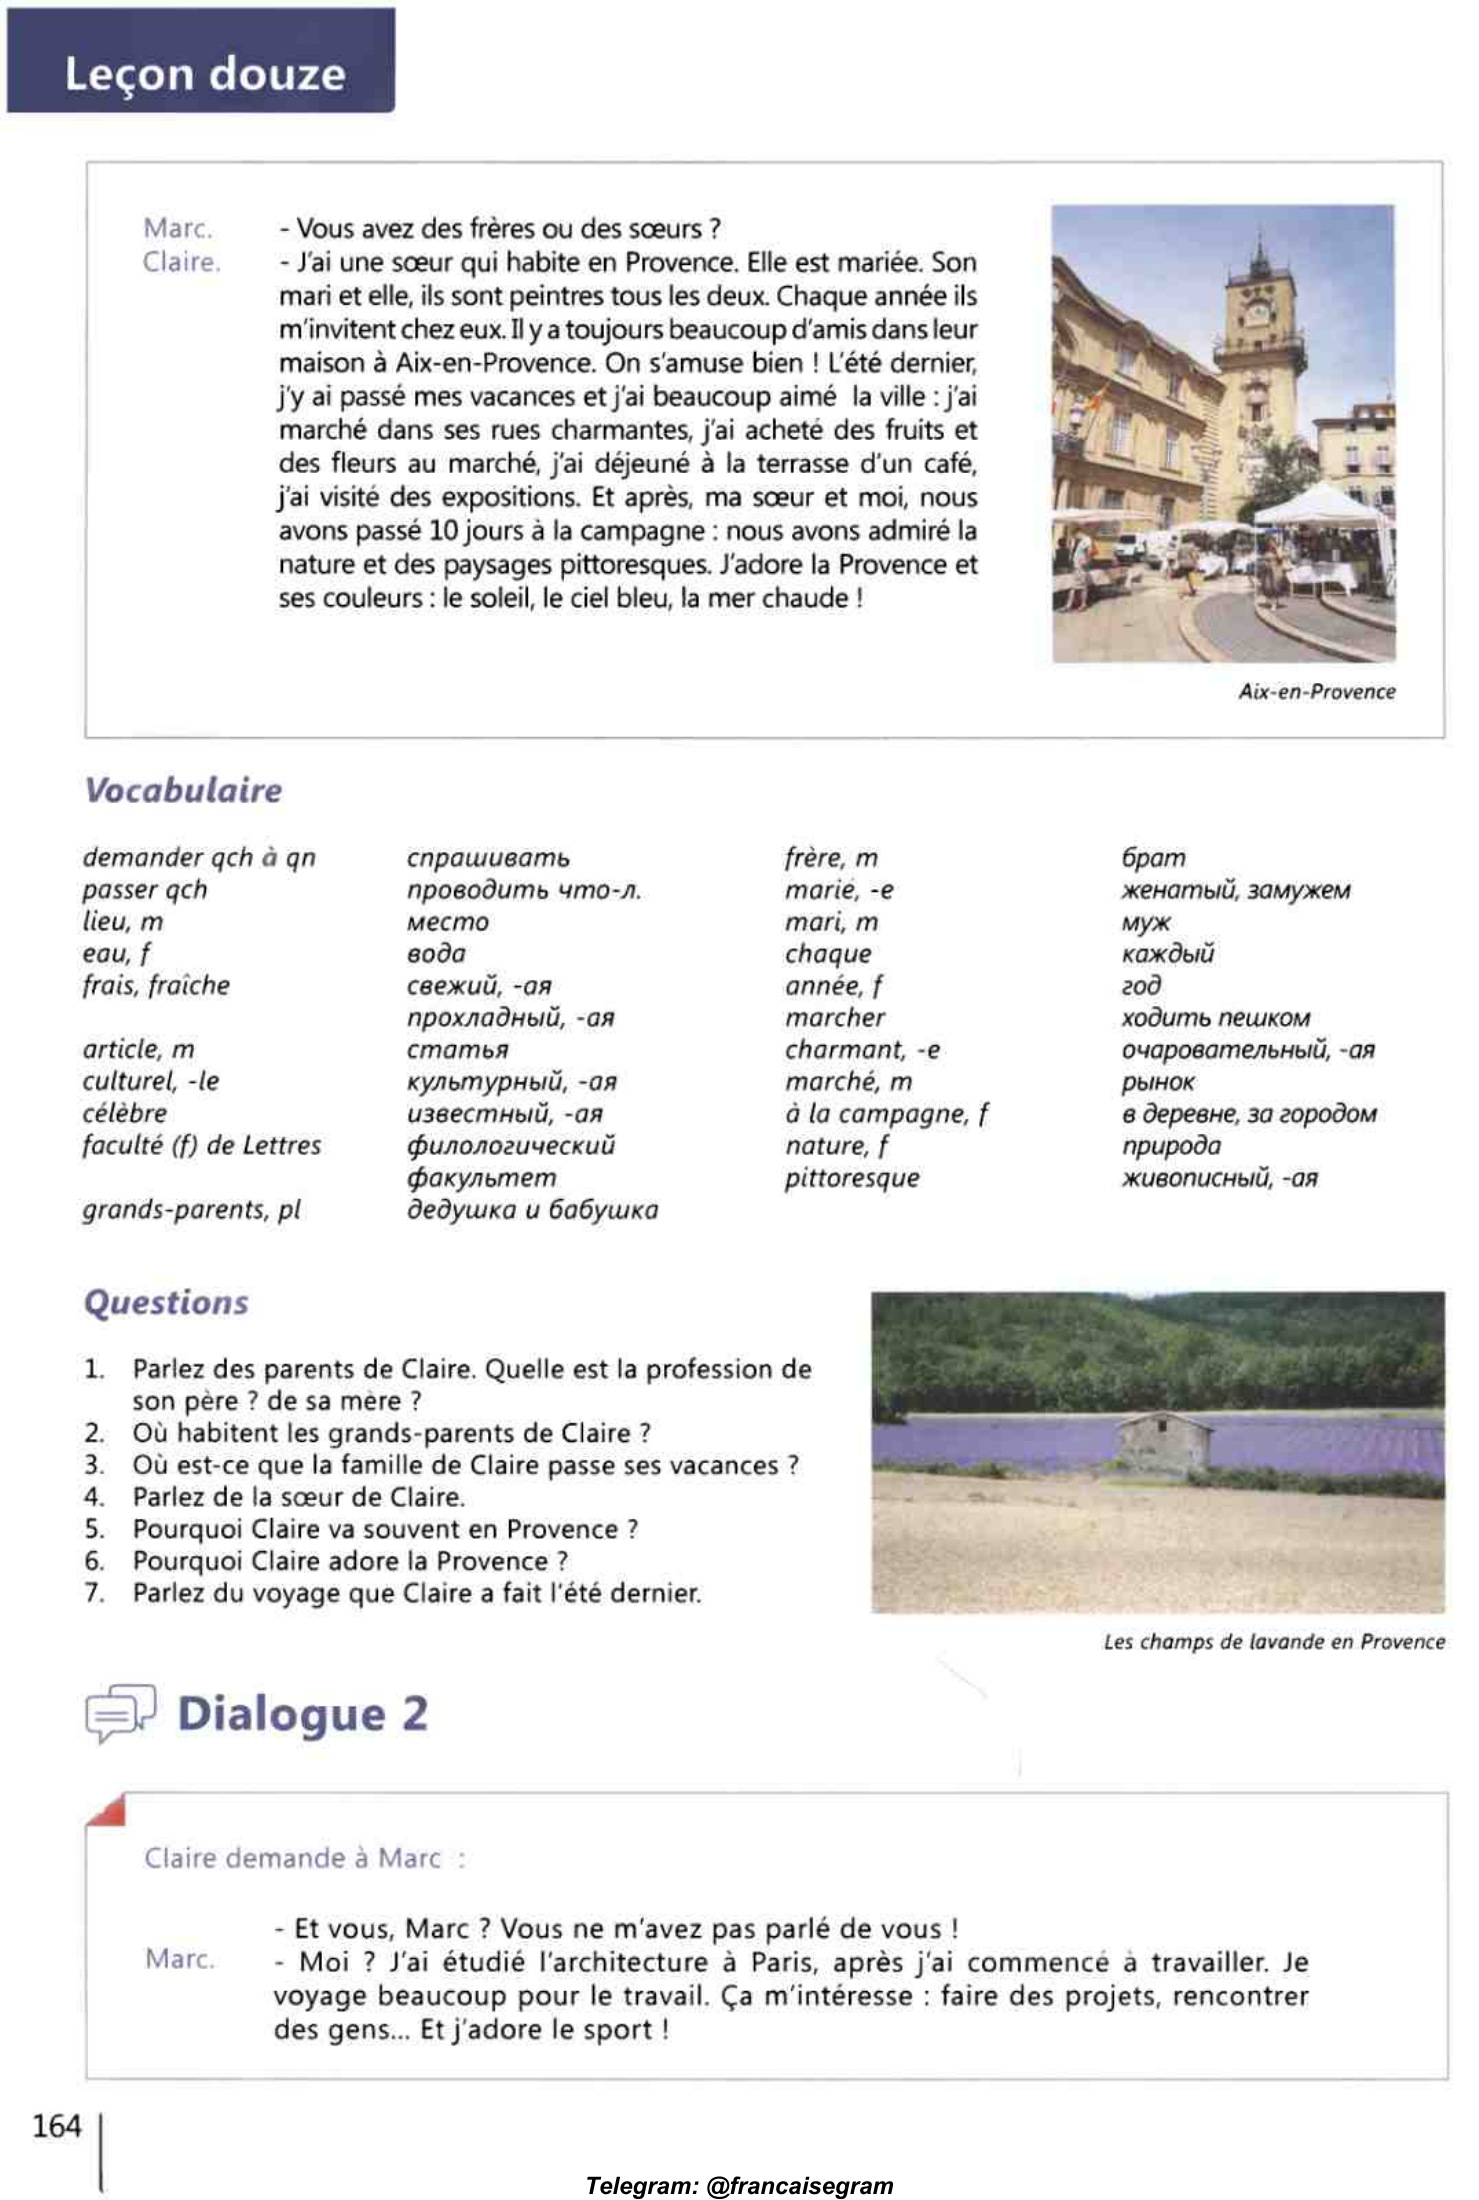 Leçon douze
Marc. - Vous avez des frères ou des sœurs ?
Claire. - J'ai une sœur qui habite en Provence. Elle est mariée. Son
mari et elle, ils sont peintres tous les deux. Chaque année ils
m'invitent chez eux. Il y a toujours beaucoup d'amis dans leur
maison à Aix-en-Provence. On s'amuse bien ! L'été dernier,
j'y ai passé mes vacances et j'ai beaucoup aimé la ville : j'ai
marché dans ses rues charmantes, j'ai acheté des fruits et
des fleurs au marché, j'ai déjeuné à la terrasse d'un café,
j'ai visité des expositions. Et après, ma sœur et moi, nous
avons passé 10 jours à la campagne : nous avons admiré la
nature et des paysages pittoresques. J'adore la Provence et
ses couleurs : le soleil, le ciel bleu, la mer chaude !
Aix-en-Provence
Vocabulaire
demander qch à qn спрашивать
passer qch проводить что-л.
lieu, m место
eau, f вода
frais, fraîche свежий, -ая
прохладный, -ая
article, m статья
culturel, -le культурный, -ая
célèbre известный, -ая
faculté (f) de Lettres филологический
факультет
grands-parents, pl дедушка и бабушка
frère, m брат
marié, -e женатый, замужем
mari, m муж
chaque каждый
année, f год
marcher ходить пешком
charmant, -e очаровательный, -ая
marché, m рынок
à la campagne, f в деревне, за городом
nature, f природа
pittoresque живописный, -ая
Questions
1. Parlez des parents de Claire. Quelle est la profession de
son père ? de sa mère ?
2. Où habitent les grands-parents de Claire ?
3. Où est-ce que la famille de Claire passe ses vacances ?
4. Parlez de la sœur de Claire.
5. Pourquoi Claire va souvent en Provence ?
6. Pourquoi Claire adore la Provence ?
7. Parlez du voyage que Claire a fait l'été dernier.
Les champs de lavande en Provence
Dialogue 2
Claire demande à Marc :
- Et vous, Marc ? Vous ne m'avez pas parlé de vous !
Marc. - Moi ? J'ai étudié l'architecture à Paris, après j'ai commencé à travailler. Je
voyage beaucoup pour le travail. Ça m'intéresse : faire des projets, rencontrer
des gens... Et j'adore le sport !
164
Telegram: @francaisegram